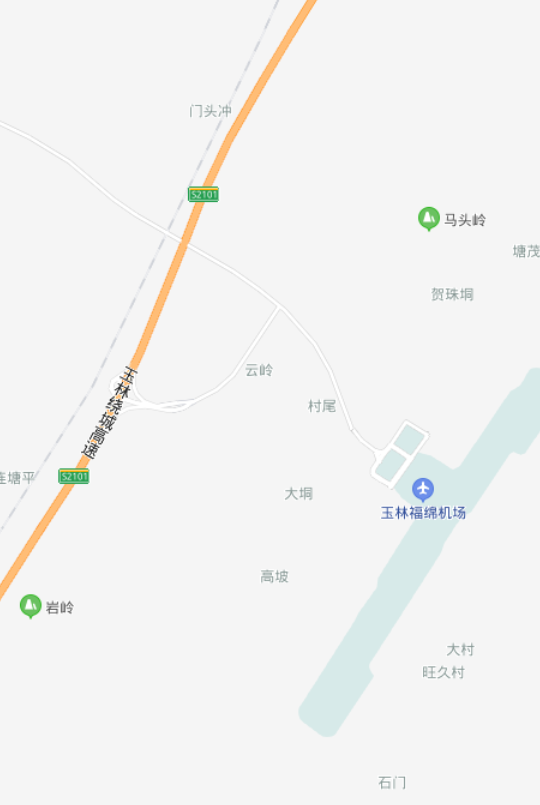 门头冲
S2101
马头岭
塘茂
贺珠垌
云岭
玉林绕城高速
村尾
连塘平
S2101
大垌
玉林福绵机场
高坡
岩岭
大村
旺久村
石门